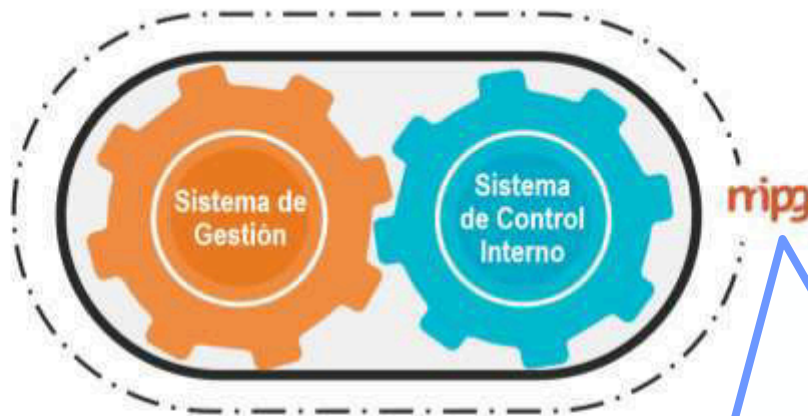 Sistema de
Gestión
Sistema
de Control
Interno
mipg